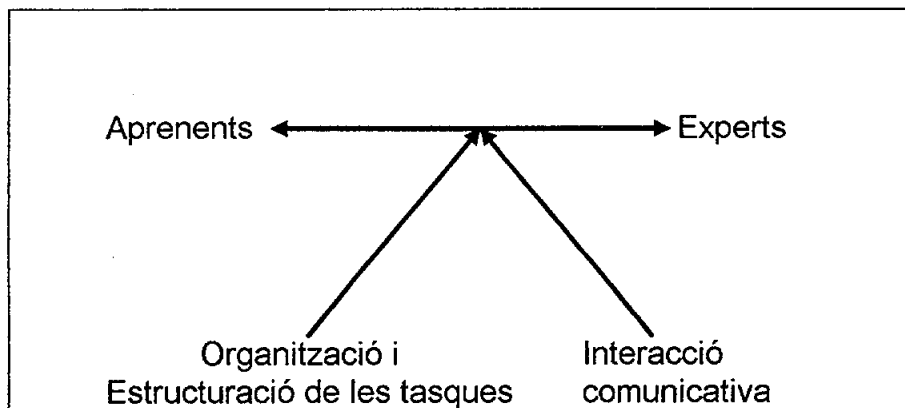 Aprenents
Experts
Organització i
Estructuració de les tasques
Interacció
comunicativa